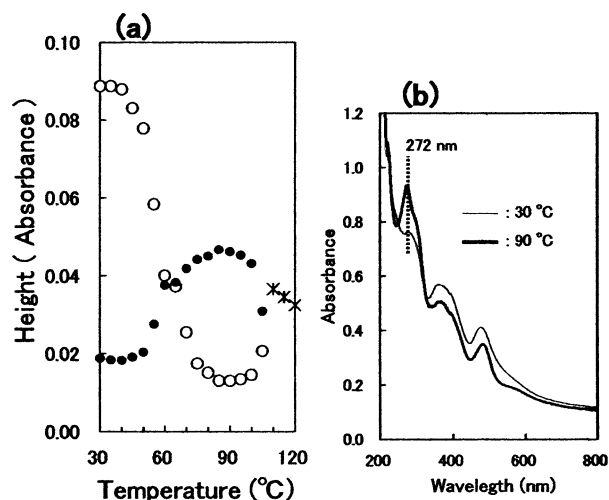 (a)
Height ( Absorbance )
0.10
0.08
0.06
0.04
0.02
0.00
30 60 90 120
Temperature (°C)
(b)
272 nm
: 30 °C
: 90 °C
Absorbance
1.2
1.0
0.8
0.6
0.4
0.2
0.0
200 400 600 800
Wavelegth (nm)